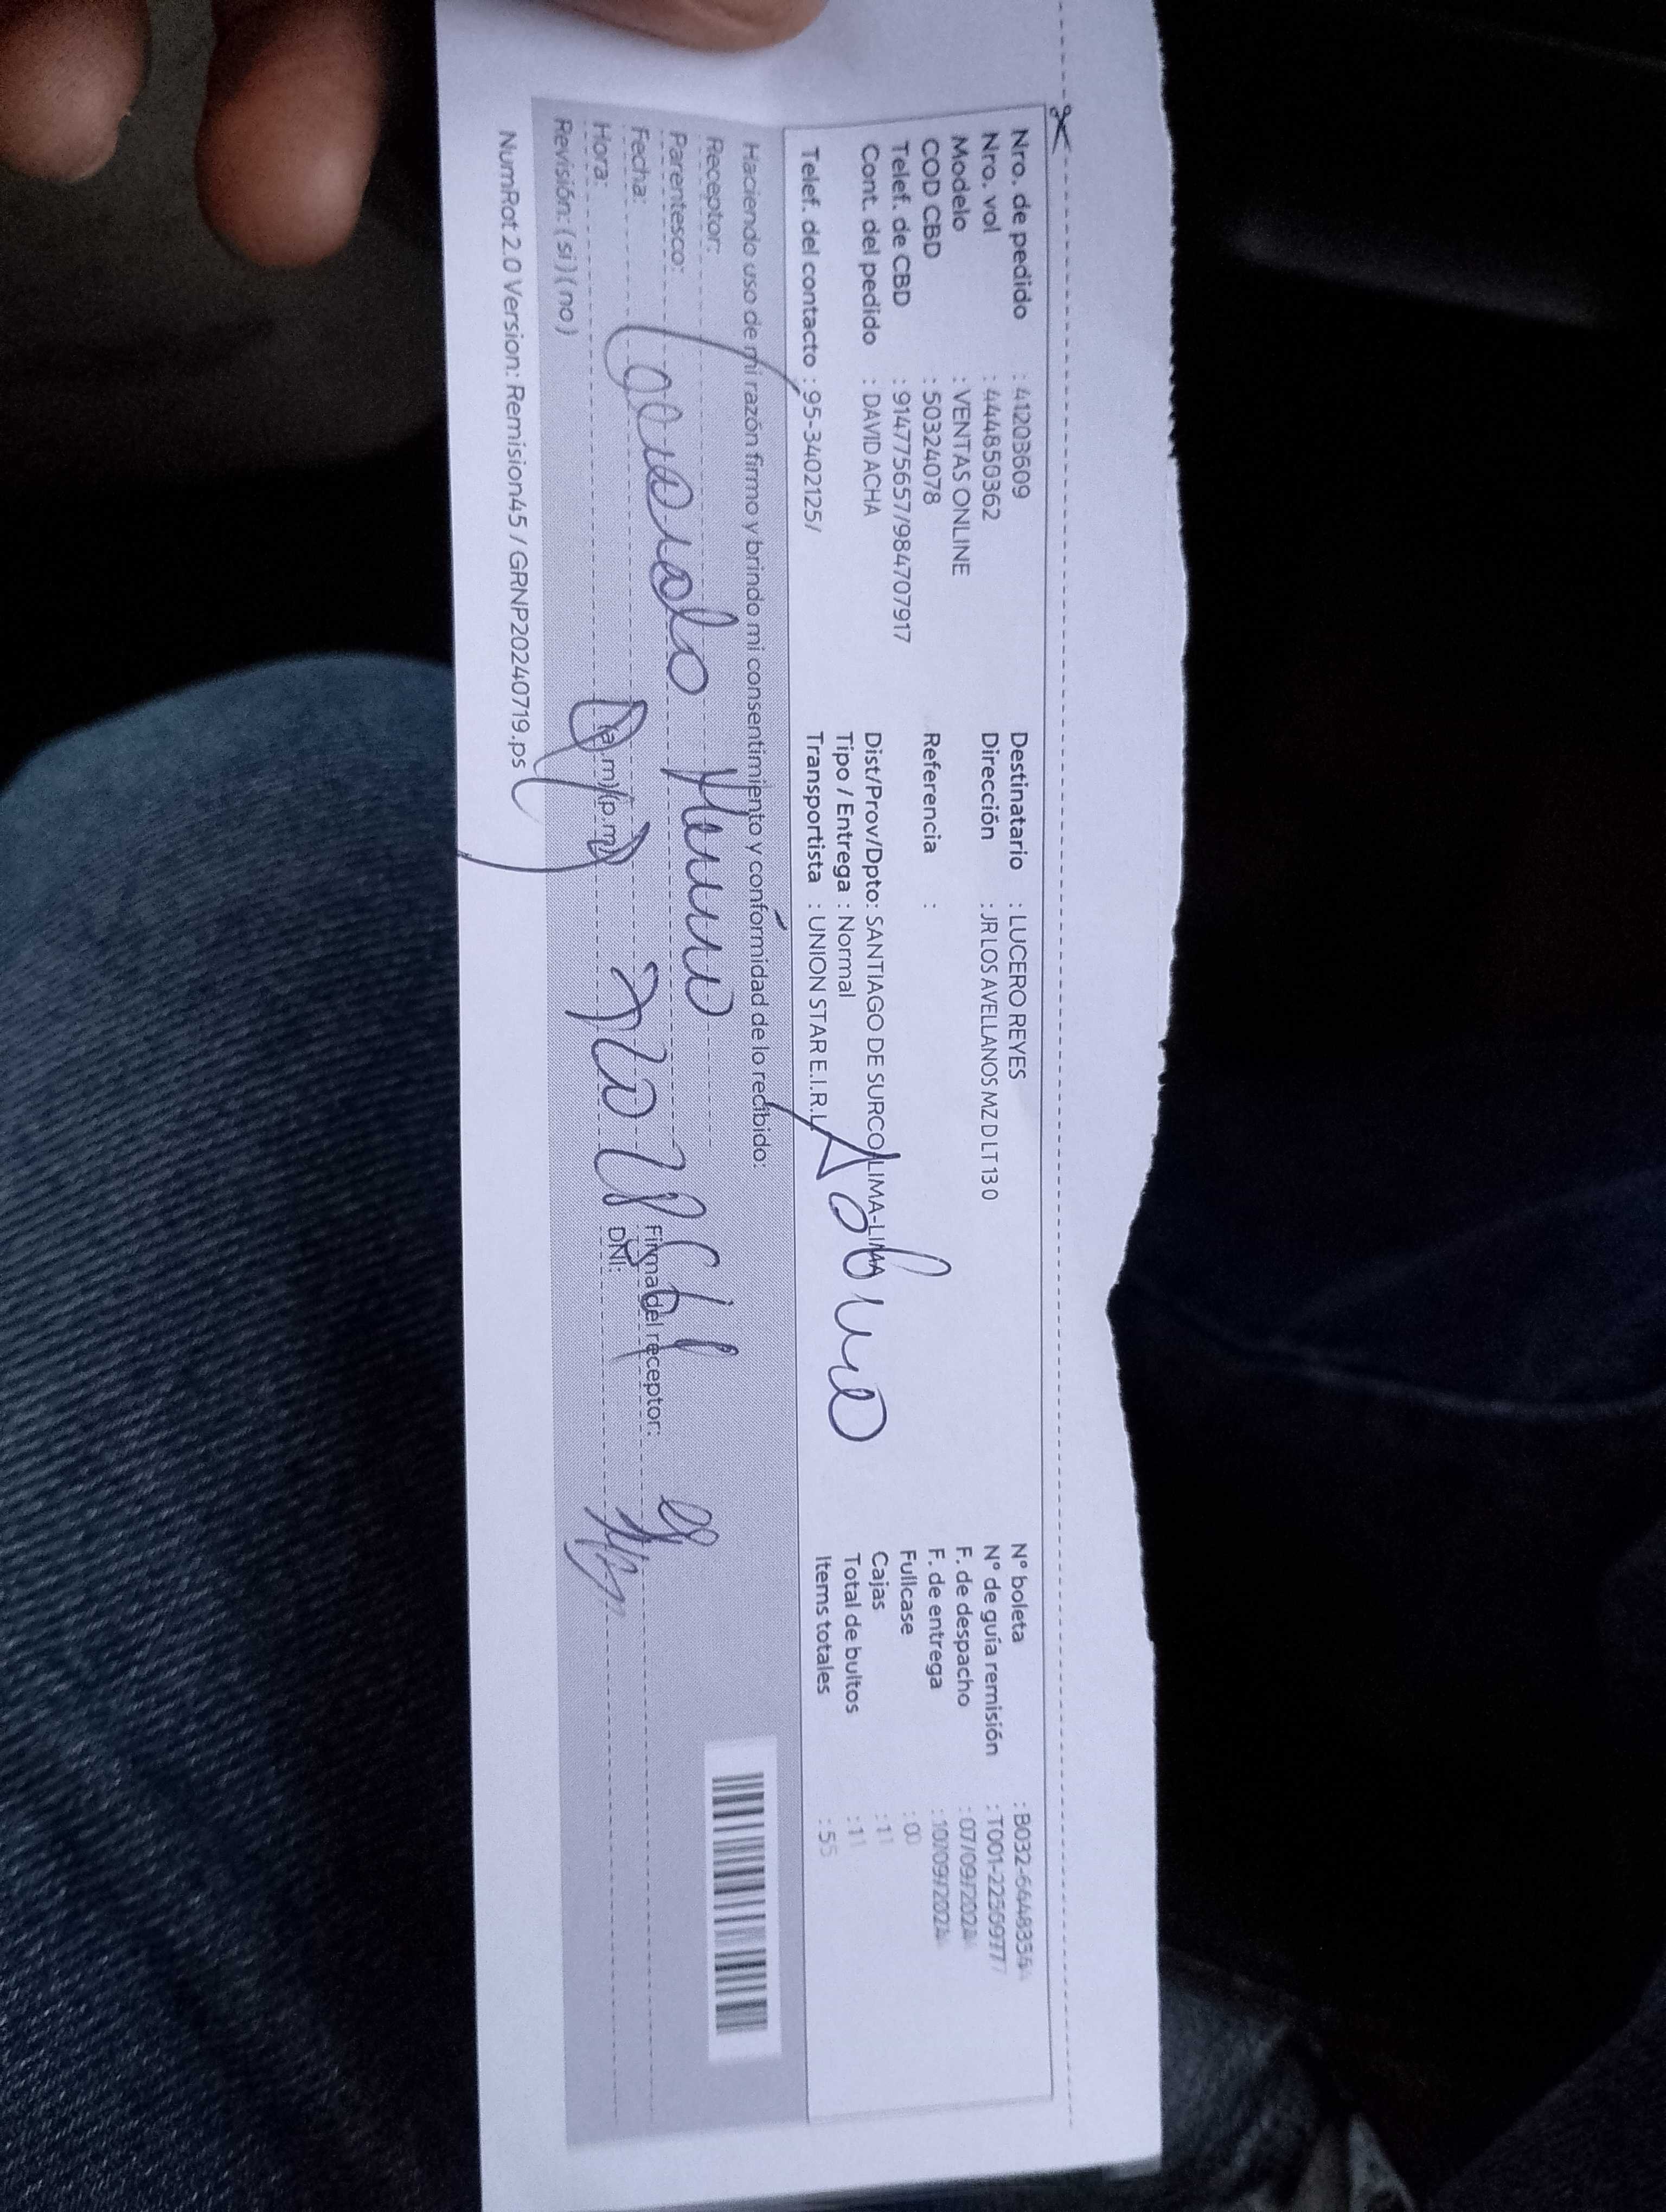 Nro. de pedido : 41203609
Nro. vol : 444850362
Modelo : VENTAS ONLINE
COD CBD : 50324078
Telef. de CBD : 914775657/984707917
Cont. del pedido : DAVID ACHA
Telef. del contacto : 95-3402125/
Destinatario : LUCERO REYES
Dirección : JR LOS AVELLANOS MZ D LT 130
Referencia :
Dist/Prov/Dpto: SANTIAGO DE SURCO/LIMA-LIMA
Tipo / Entrega : Normal
Transportista : UNION STAR E.I.R.L
N° boleta
N° de guía remisión : T001-22309777
F. de despacho : 07/09/2024
F. de entrega : 10/09/2024
Fullcase : 00
Cajas : 11
Total de bultos : 11
Items totales : 55
Haciendo uso de mi razón firmo y brindo mi consentimiento y conformidad de lo recibido:
Receptor:
Parentesco:
Fecha:
Hora: (a.m)(p.m)
Revisión: (si) (no)
Firma del receptor:
DNI:
NumRot 2.0 Version: Remision45 / GRNP20240719.ps